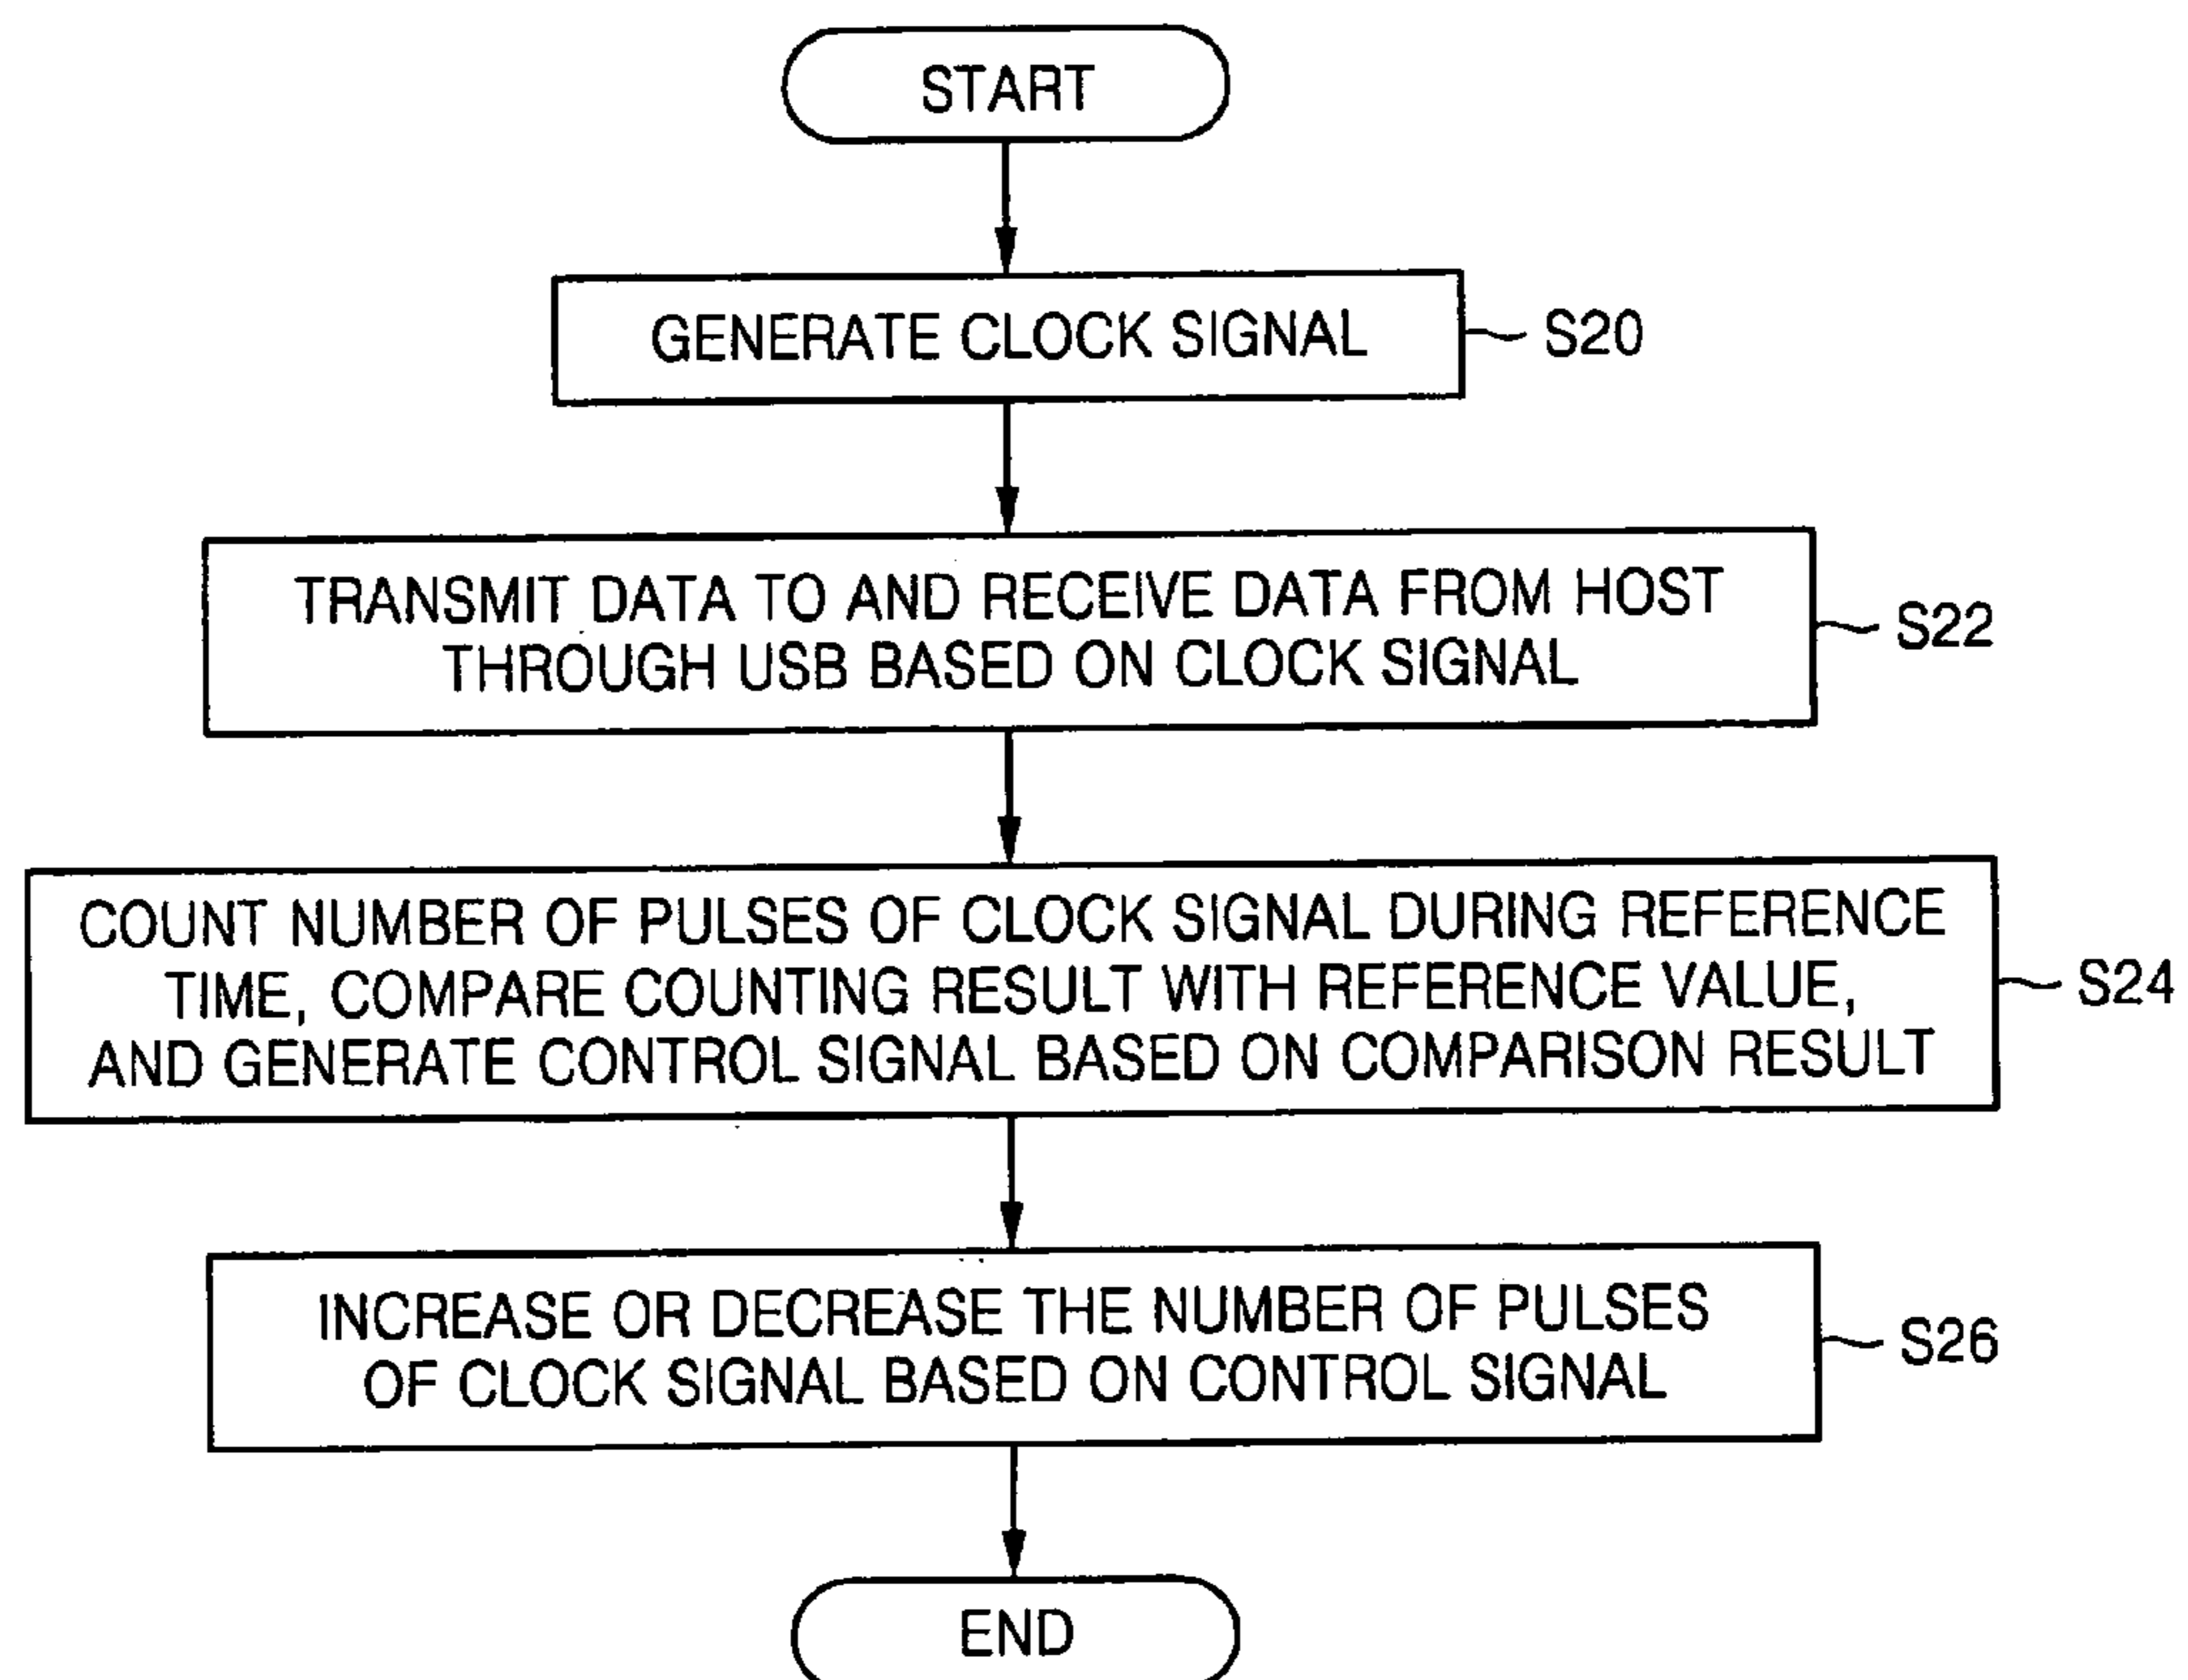 START
GENERATE CLOCK SIGNAL
S20
TRANSMIT DATA TO AND RECEIVE DATA FROM HOST
THROUGH USB BASED ON CLOCK SIGNAL
S22
COUNT NUMBER OF PULSES OF CLOCK SIGNAL DURING REFERENCE
TIME, COMPARE COUNTING RESULT WITH REFERENCE VALUE,
AND GENERATE CONTROL SIGNAL BASED ON COMPARISON RESULT
S24
INCREASE OR DECREASE THE NUMBER OF PULSES
OF CLOCK SIGNAL BASED ON CONTROL SIGNAL
S26
END